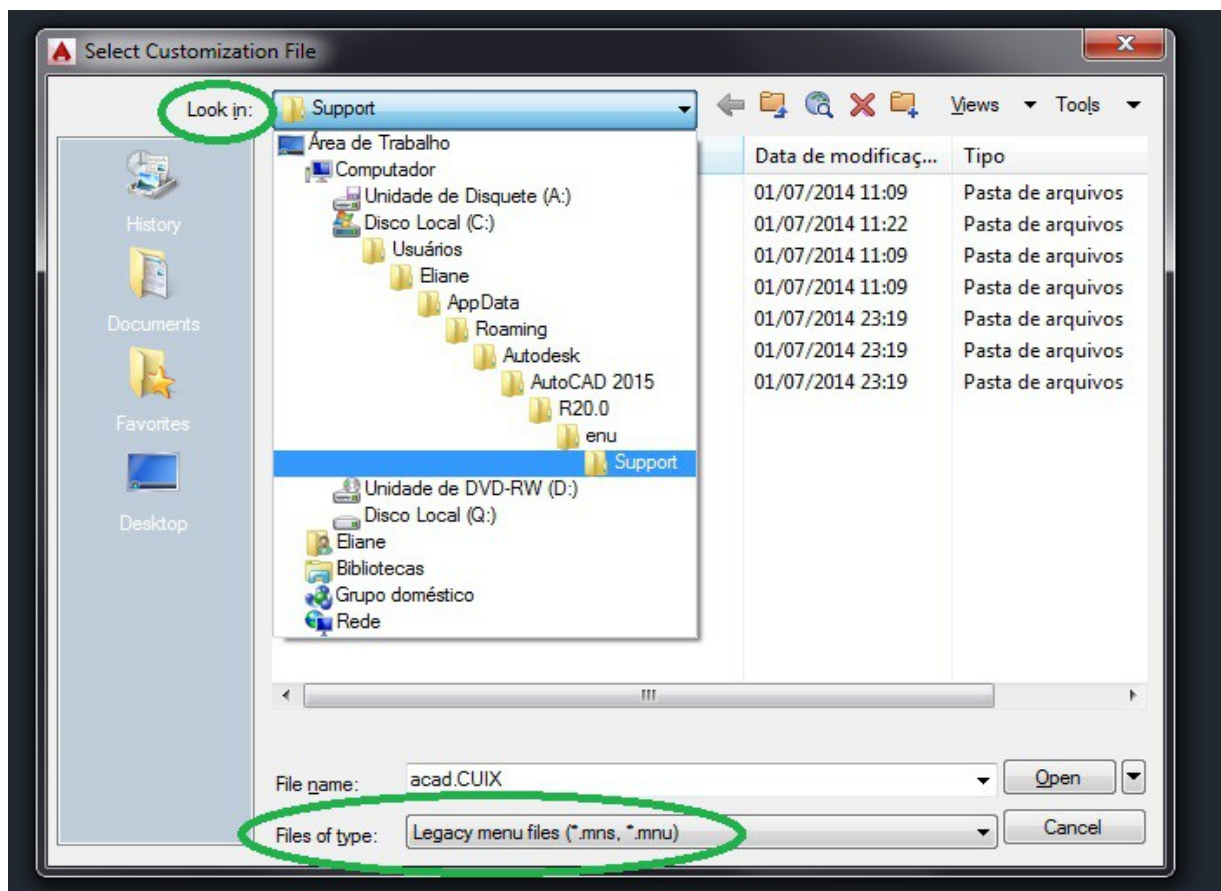 Select Customization File
Look in: Support
Views Tools
Área de Trabalho
Computador
Unidade de Disquete (A:)
Disco Local (C:)
Usuários
Eliane
AppData
Roaming
Autodesk
AutoCAD 2015
R20.0
enu
Support
Unidade de DVD-RW (D:)
Disco Local (Q:)
Eliane
Bibliotecas
Grupo doméstico
Rede
Data de modificaç... Tipo
01/07/2014 11:09 Pasta de arquivos
01/07/2014 11:22 Pasta de arquivos
01/07/2014 11:09 Pasta de arquivos
01/07/2014 11:09 Pasta de arquivos
01/07/2014 23:19 Pasta de arquivos
01/07/2014 23:19 Pasta de arquivos
01/07/2014 23:19 Pasta de arquivos
History
Documents
Favorites
Desktop
File name: acad.CUIX Open
Files of type: Legacy menu files (*.mns, *.mnu) Cancel